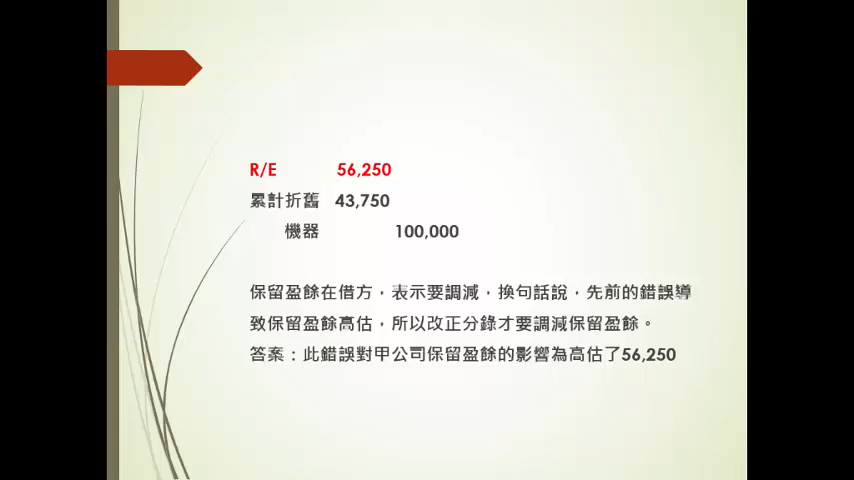 R/E 56,250
累計折舊 43,750
機器 100,000
保留盈餘在借方，表示要調減，換句話說，先前的錯誤導
致保留盈餘高估，所以改正分錄才要調減保留盈餘。
答案：此錯誤對甲公司保留盈餘的影響為高估了56,250